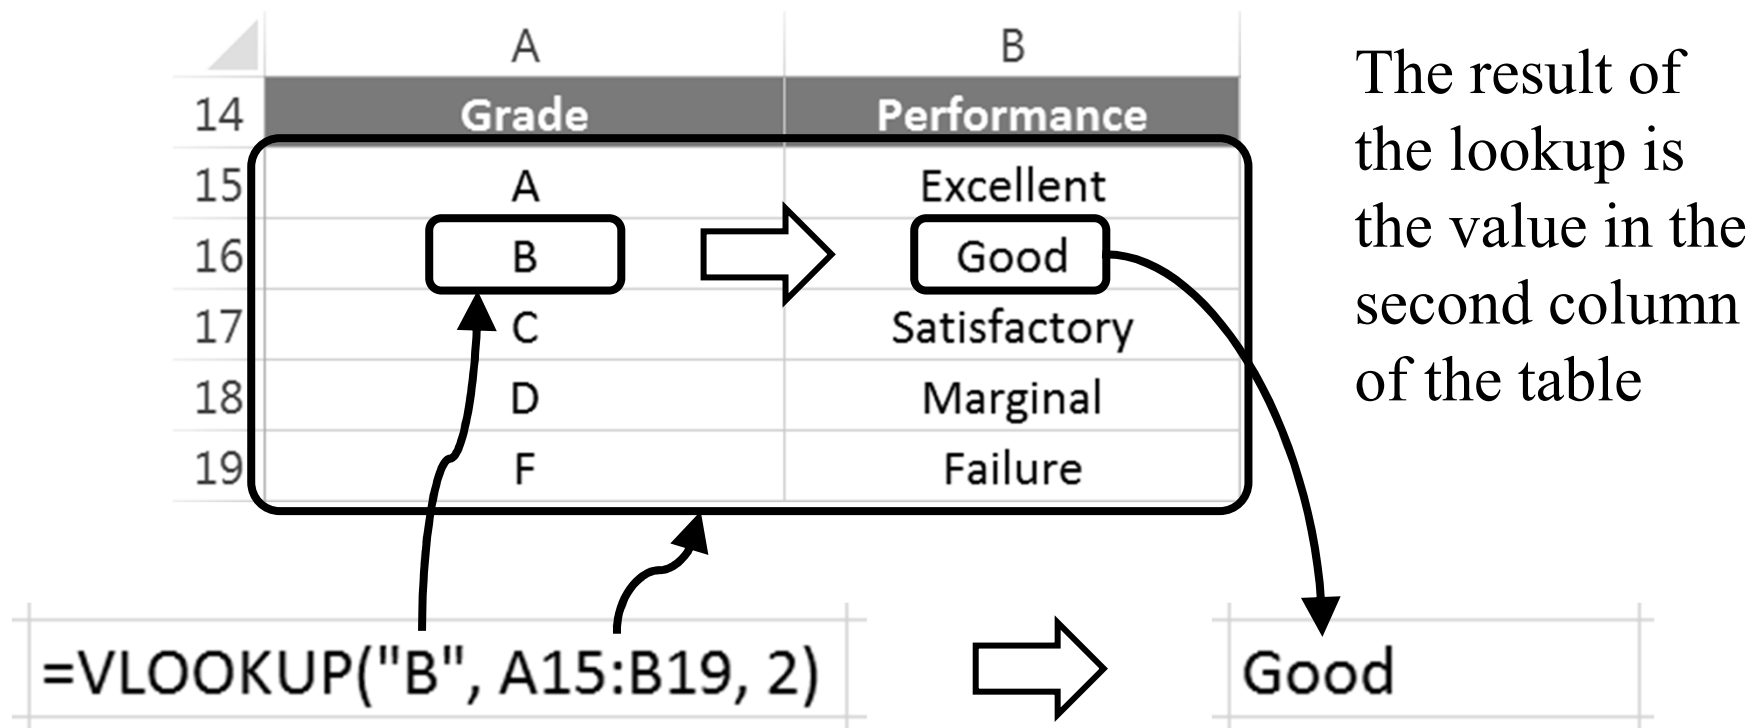 A B
14 Grade Performance
15 A Excellent
16 B Good
17 C Satisfactory
18 D Marginal
19 F Failure
The result of
the lookup is
the value in the
second column
of the table
=VLOOKUP("B", A15:B19, 2) Good